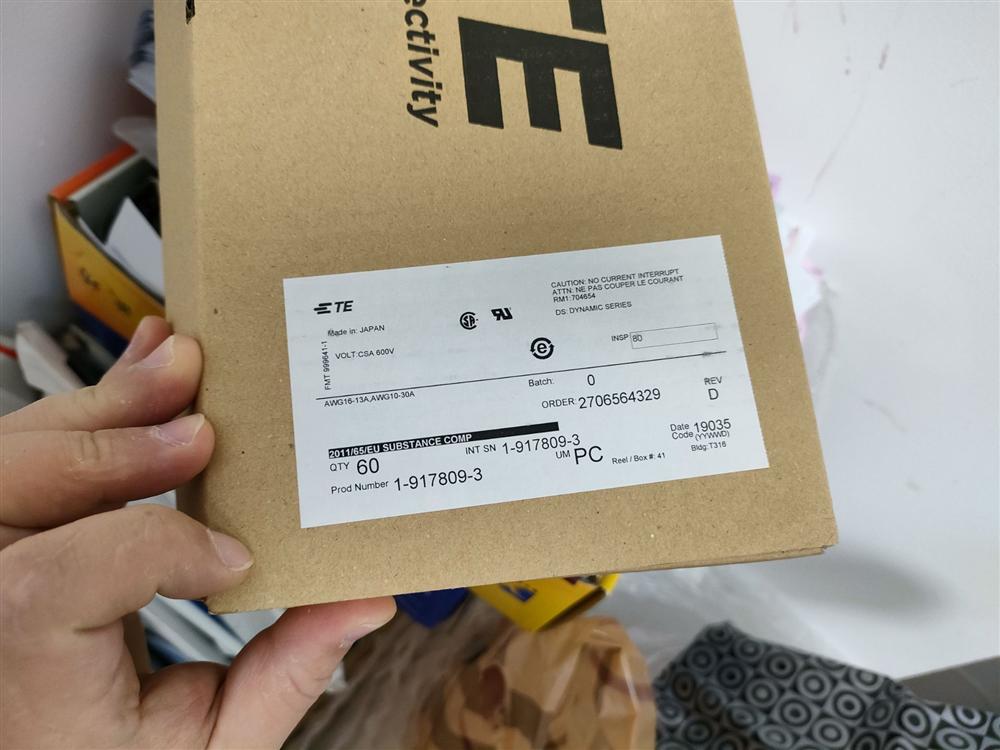 TE
ectivity
TE
Made in: JAPAN
FMT 999641-1
VOLT:CSA 600V
CAUTION: NO CURRENT INTERRUPT
ATTN: NE PAS COUPER LE COURANT
RM1:704654
DS: DYNAMIC SERIES
INSP 80
AWG16-13A,AWG10-30A
Batch: 0
ORDER: 2706564329
REV
D
2011/65/EU SUBSTANCE COMP
QTY 60
INT SN 1-917809-3
UM PC
Date Code 19035
(YYWWD)
Bldg:T316
Prod Number 1-917809-3
Reel / Box #: 41